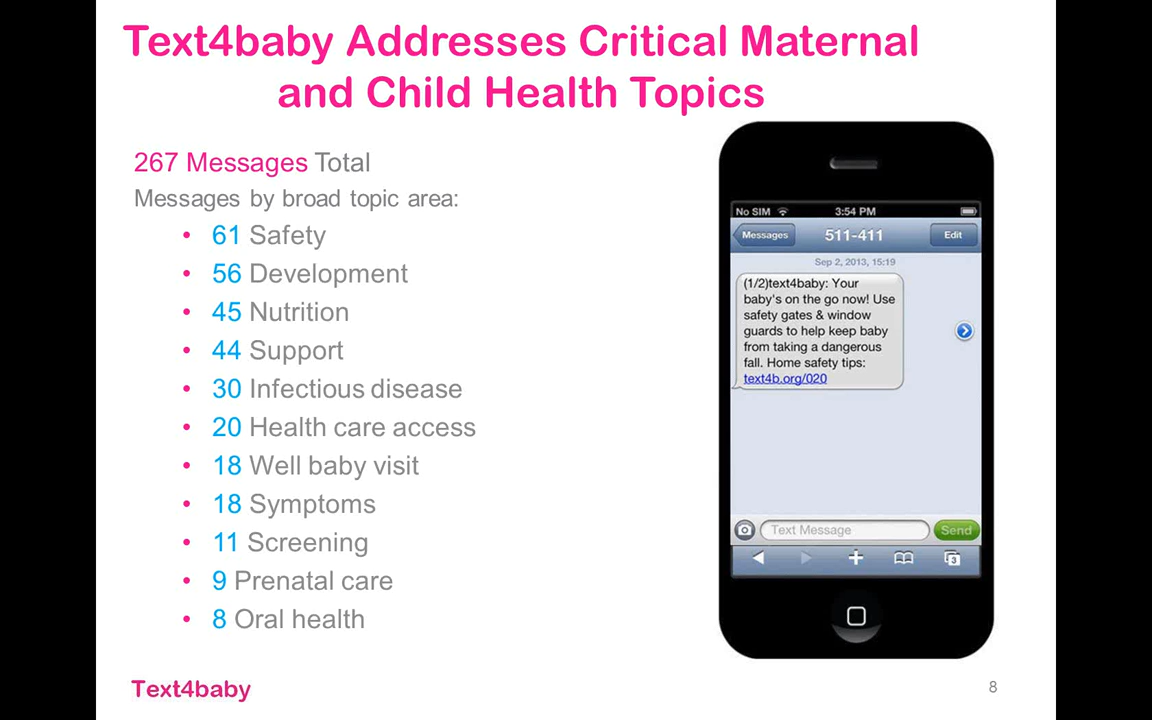 Text4baby Addresses Critical Maternal
and Child Health Topics
267 Messages Total
Messages by broad topic area:
• 61 Safety
• 56 Development
• 45 Nutrition
• 44 Support
• 30 Infectious disease
• 20 Health care access
• 18 Well baby visit
• 18 Symptoms
• 11 Screening
• 9 Prenatal care
• 8 Oral health
No SIM 3:54 PM
Messages 511-411 Edit
Sep 2, 2013, 15:19
(1/2)text4baby: Your
baby's on the go now! Use
safety gates & window
guards to help keep baby
from taking a dangerous
fall. Home safety tips:
text4b.org/020
Text Message Send
3
Text4baby
8